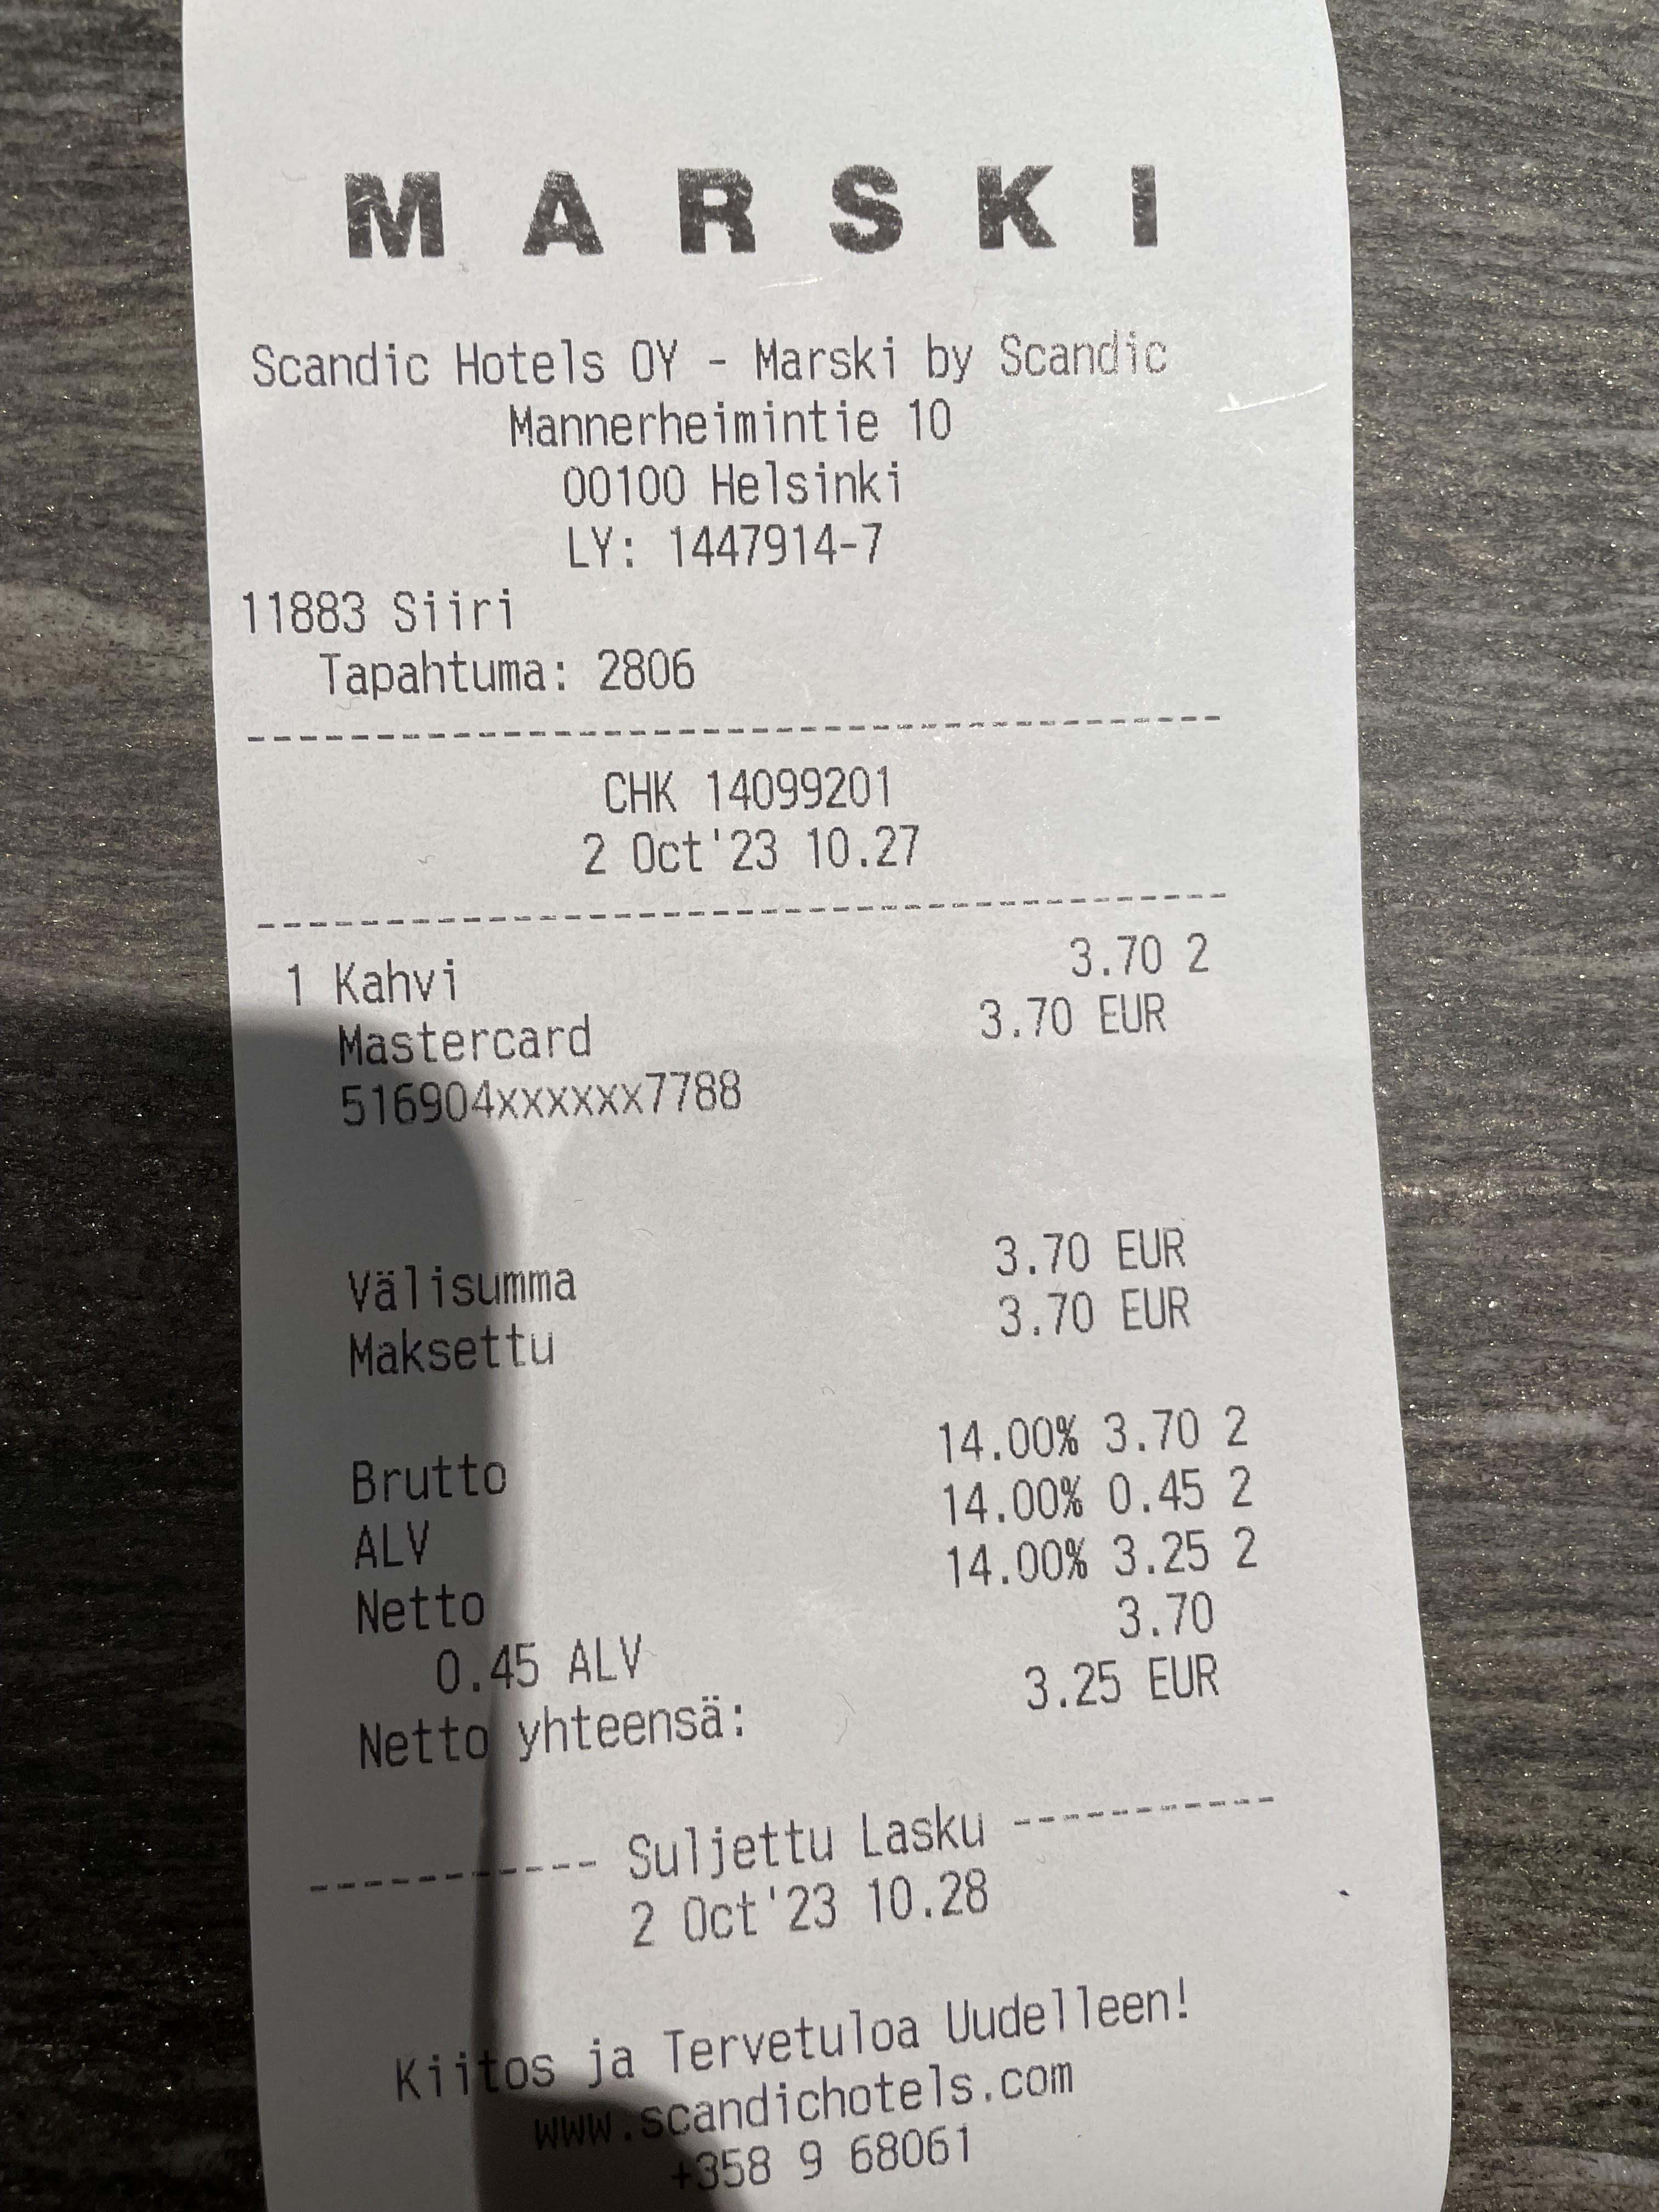 MARSKI
Scandic Hotels OY - Marski by Scandic
Mannerheimintie 10
00100 Helsinki
LY: 1447914-7
11883 Siiri
Tapahtuma: 2806
--------------------------------------
CHK 14099201
2 Oct'23 10.27
--------------------------------------
1 Kahvi 3.70 2
Mastercard 3.70 EUR
516904xxxxxx7788
Välisumma 3.70 EUR
Maksettu 3.70 EUR
Brutto 14.00% 3.70 2
ALV 14.00% 0.45 2
Netto 14.00% 3.25 2
0.45 ALV 3.70
Netto yhteensä: 3.25 EUR
----------- Suljettu Lasku -----------
2 Oct'23 10.28
Kiitos ja Tervetuloa Uudelleen!
www.scandichotels.com
+358 9 68061